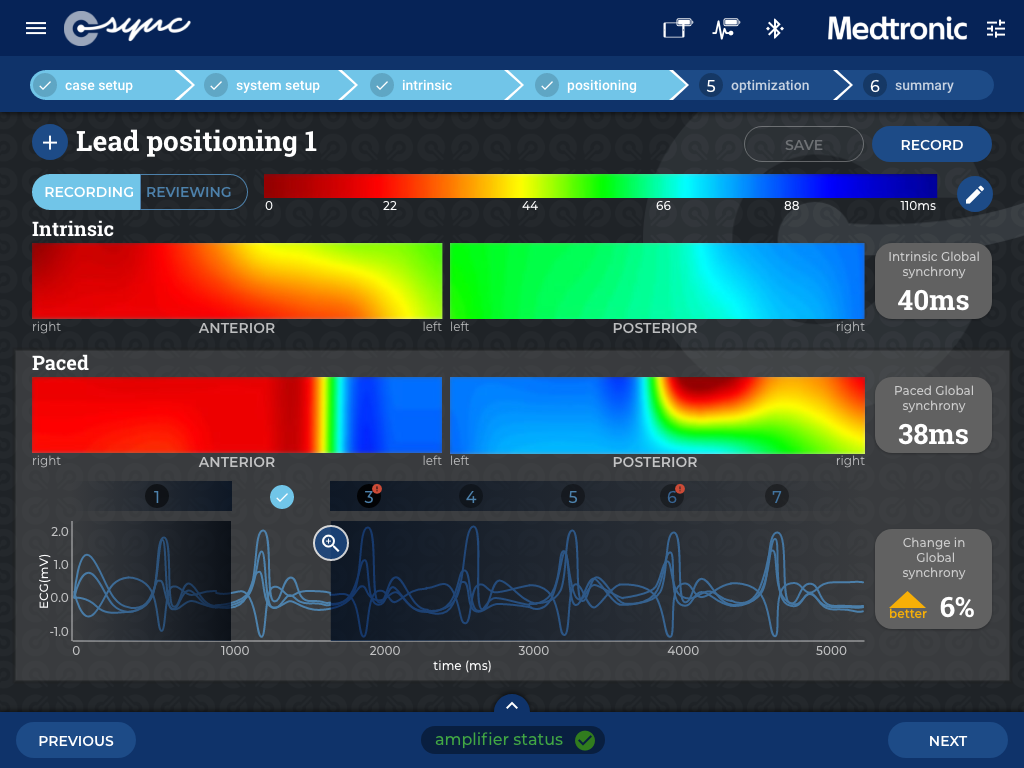 sync
Medtronic
case setup
system setup
intrinsic
positioning
5 optimization
6 summary
+ Lead positioning 1
SAVE
RECORD
RECORDING
REVIEWING
0 22 44 66 88 110ms
Intrinsic
Intrinsic Global
synchrony
40ms
right ANTERIOR left
left POSTERIOR right
Paced
Paced Global
synchrony
38ms
right ANTERIOR left
left POSTERIOR right
1 3 ! 4 5 6 ! 7
ECG(mV)
2.0
1.0
0.0
-1.0
0 1000 2000 3000 4000 5000
time (ms)
Change in
Global
synchrony
better 6%
PREVIOUS
amplifier status
NEXT